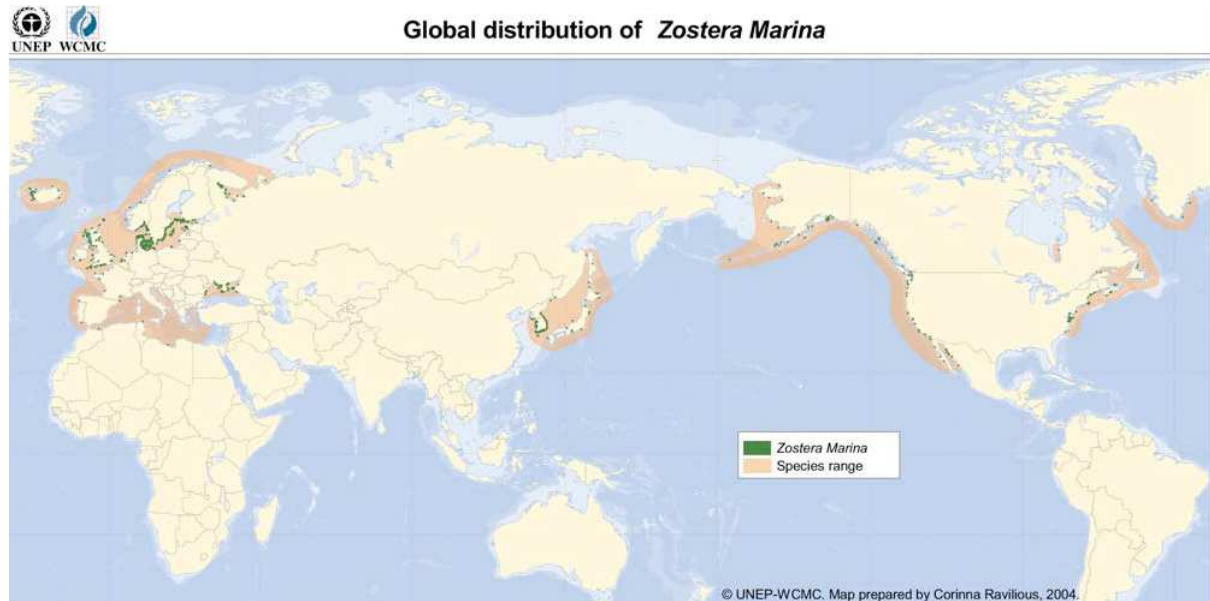 UNEP WCMC
Global distribution of Zostera Marina
Zostera Marina
Species range
© UNEP-WCMC. Map prepared by Corinna Ravilious, 2004.